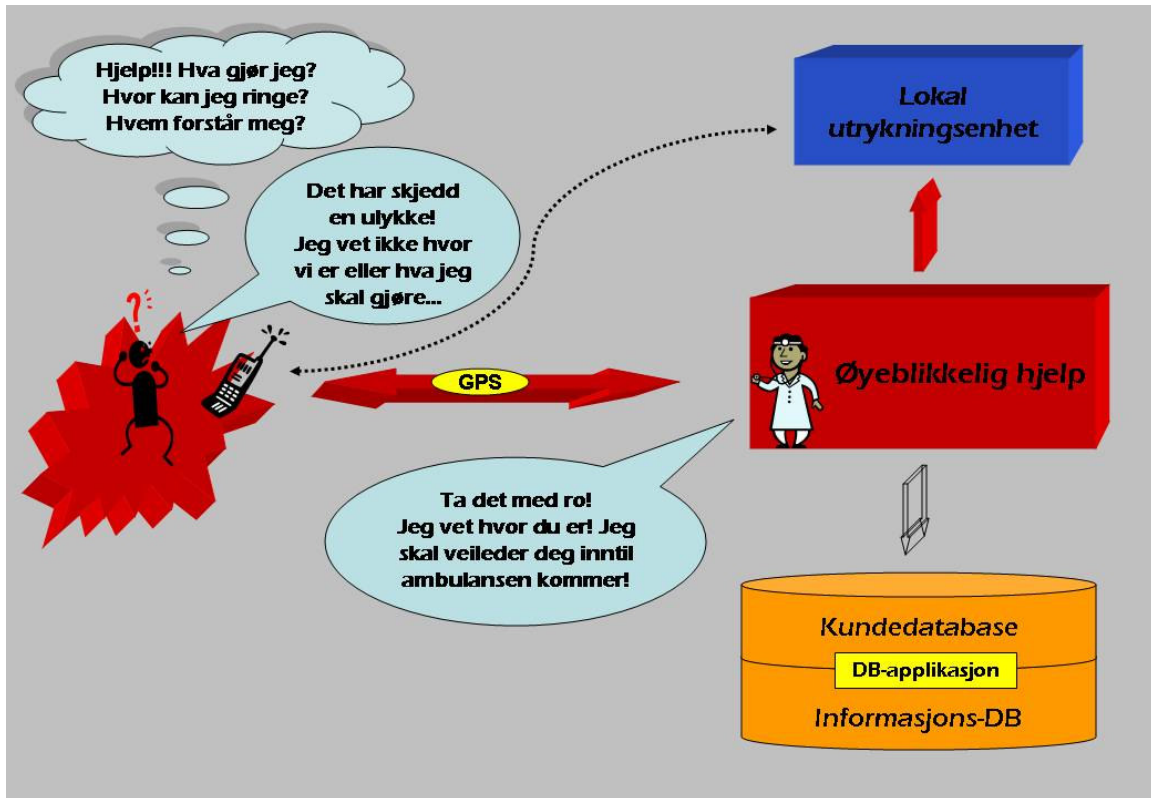 Hjelp!!! Hva gjør jeg?
Hvor kan jeg ringe?
Hvem forstår meg?
Det har skjedd
en ulykke!
Jeg vet ikke hvor
vi er eller hva jeg
skal gjøre...
Lokal
utrykningsenhet
GPS
Øyeblikkelig hjelp
Ta det med ro!
Jeg vet hvor du er! Jeg
skal veileder deg inntil
ambulansen kommer!
Kundedatabase
DB-applikasjon
Informasjons-DB